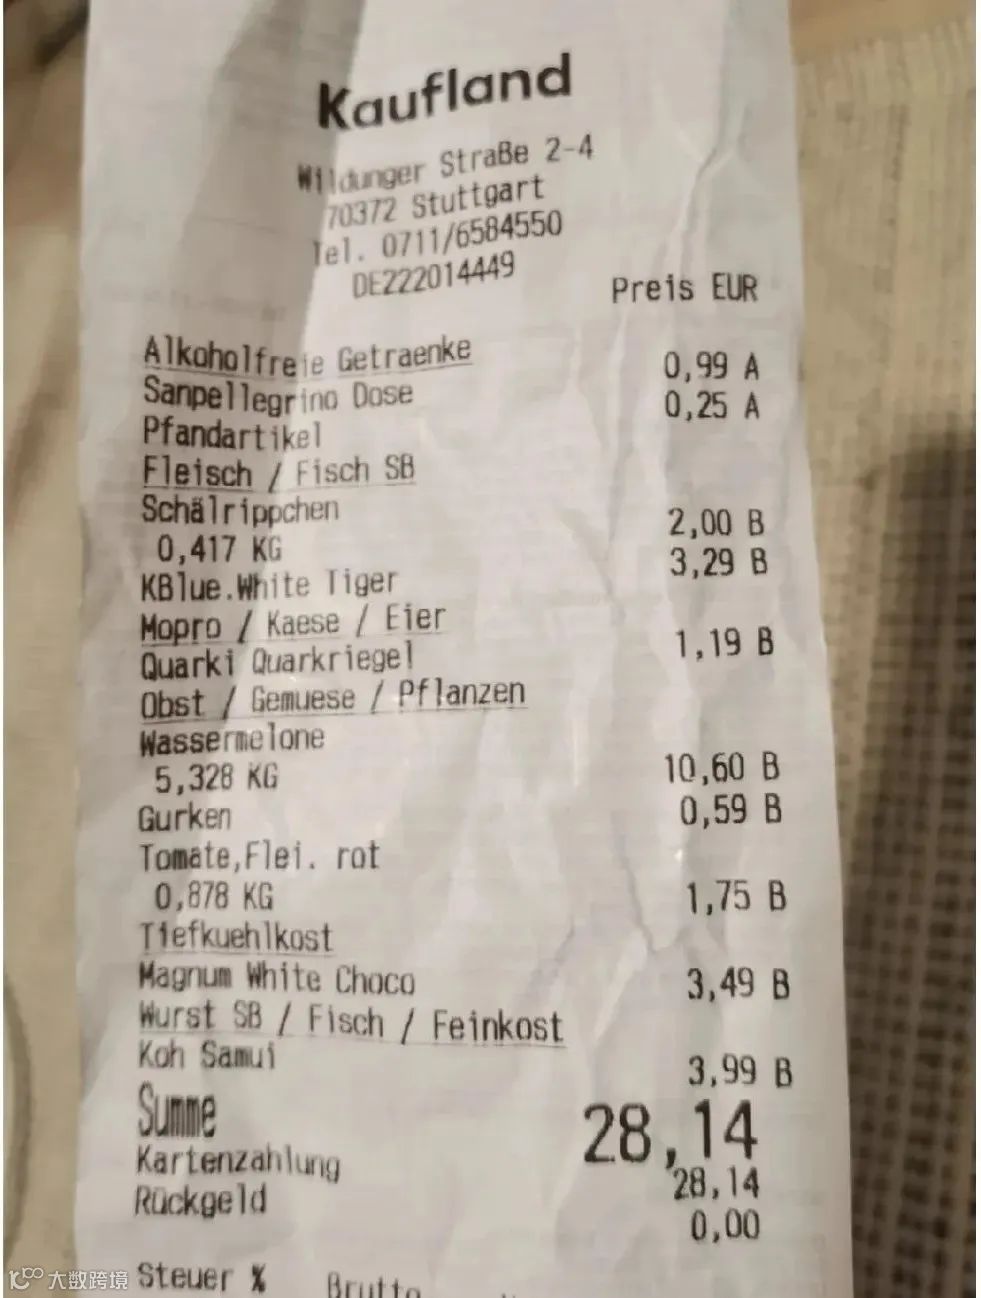 Kaufland
Wildunger Straße 2-4
70372 Stuttgart
Tel. 0711/6584550
DE222014449
Preis EUR
Alkoholfreie Getraenke
Sanpellegrino Dose 0,99 A
Pfandartikel 0,25 A
Fleisch / Fisch SB
Schälrippchen
0,417 KG 2,00 B
KBlue.White Tiger 3,29 B
Mopro / Kaese / Eier
Quarki Quarkriegel 1,19 B
Obst / Gemuese / Pflanzen
Wassermelone
5,328 KG 10,60 B
Gurken 0,59 B
Tomate,Flei. rot
0,878 KG 1,75 B
Tiefkuehlkost
Magnum White Choco 3,49 B
Wurst SB / Fisch / Feinkost
Koh Samui 3,99 B
Summe 28,14
Kartenzahlung 28,14
Rückgeld 0,00
Steuer % Brutto
大数跨境